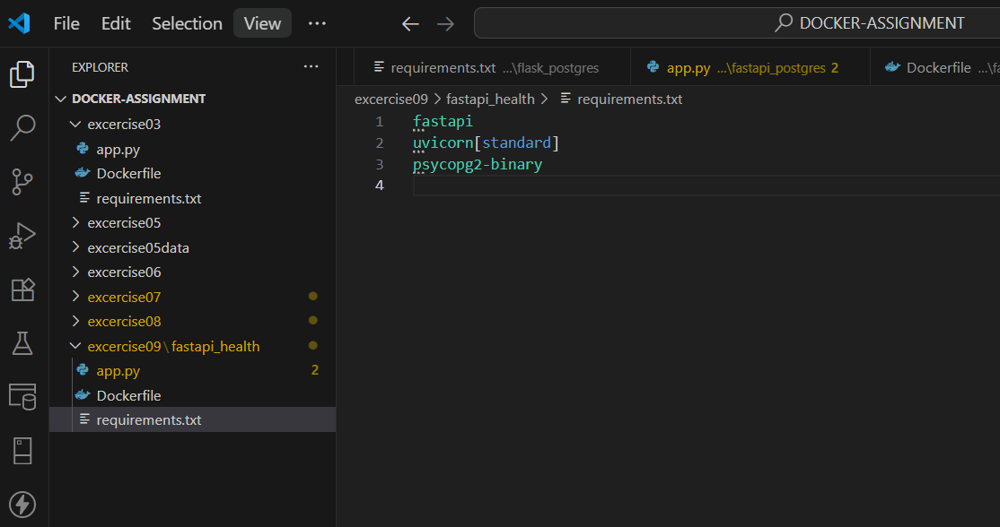 File Edit Selection View ··· DOCKER-ASSIGNMENT
EXPLORER ···
DOCKER-ASSIGNMENT
excercise03
app.py
Dockerfile
requirements.txt
excercise05
excercise05data
excercise06
excercise07
excercise08
excercise09\fastapi_health
app.py 2
Dockerfile
requirements.txt
requirements.txt ...\flask_postgres
app.py ...\fastapi_postgres 2
Dockerfile ...\fa
excercise09 > fastapi_health > requirements.txt
1 fastapi
2 uvicorn[standard]
3 psycopg2-binary
4